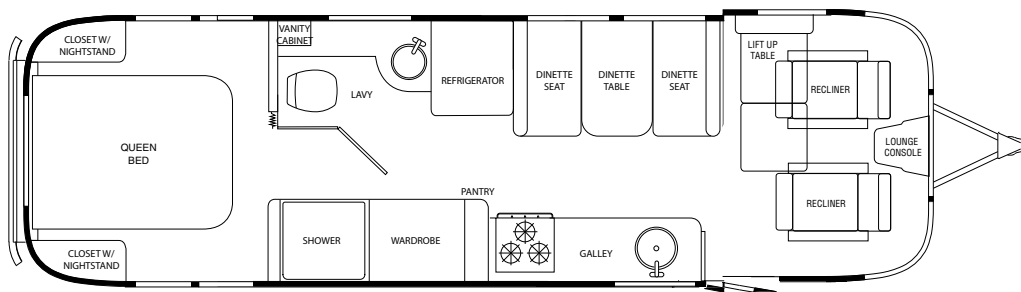 CLOSET W/
NIGHTSTAND
VANITY
CABINET
LAVY
REFRIGERATOR
DINETTE
SEAT
DINETTE
TABLE
DINETTE
SEAT
LIFT UP
TABLE
RECLINER
QUEEN
BED
LOUNGE
CONSOLE
PANTRY
RECLINER
SHOWER
WARDROBE
GALLEY
CLOSET W/
NIGHTSTAND